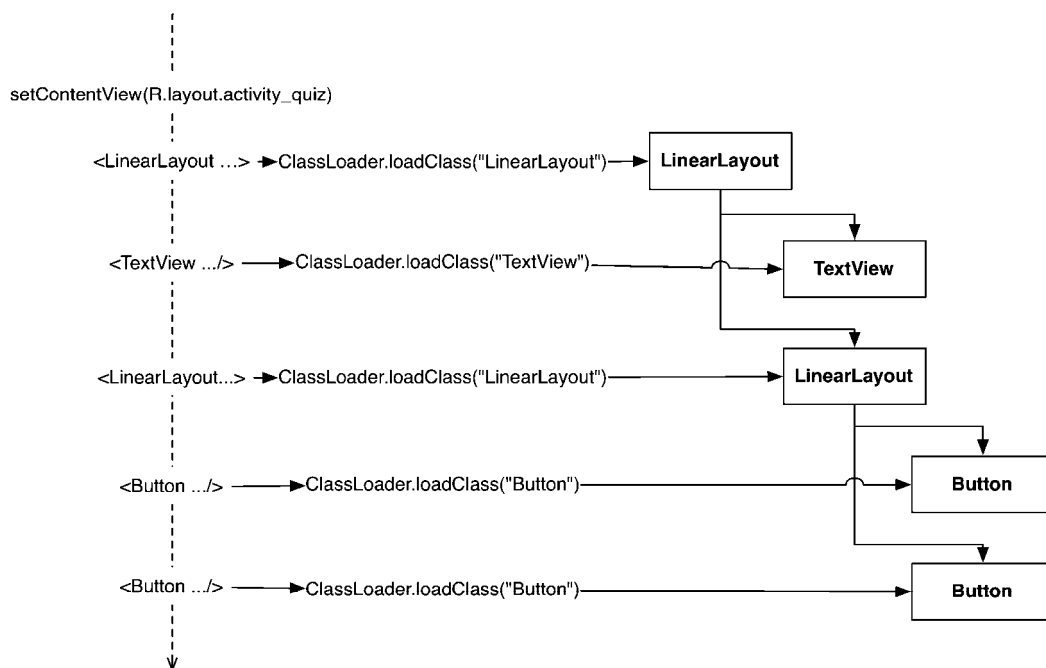 setContentView(R.layout.activity_quiz)
<LinearLayout ...> ClassLoader.loadClass("LinearLayout") LinearLayout
<TextView .../> ClassLoader.loadClass("TextView") TextView
<LinearLayout...> ClassLoader.loadClass("LinearLayout") LinearLayout
<Button .../> ClassLoader.loadClass("Button") Button
<Button .../> ClassLoader.loadClass("Button") Button